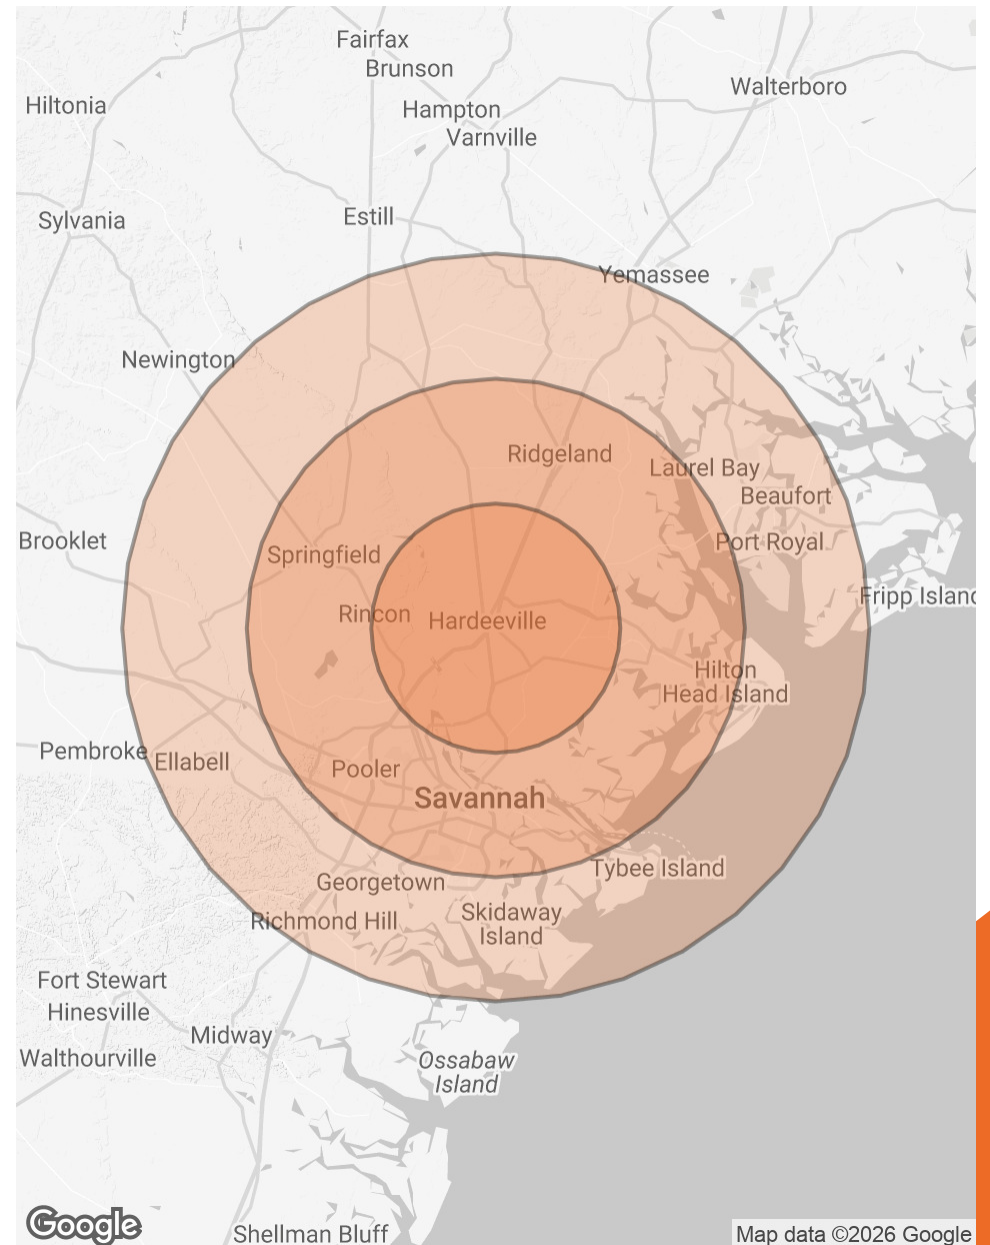 Fairfax
Brunson
Walterboro
Hiltonia
Hampton
Varnville
Estill
Sylvania
Yemassee
Newington
Ridgeland
Laurel Bay
Beaufort
Brooklet
Port Royal
Springfield
Fripp Island
Rincon
Hardeeville
Hilton
Head Island
Pembroke
Ellabell
Pooler
Savannah
Tybee Island
Georgetown
Skidaway
Island
Richmond Hill
Fort Stewart
Hinesville
Midway
Walthourville
Ossabaw
Island
Google
Shellman Bluff
Map data ©2026 Google